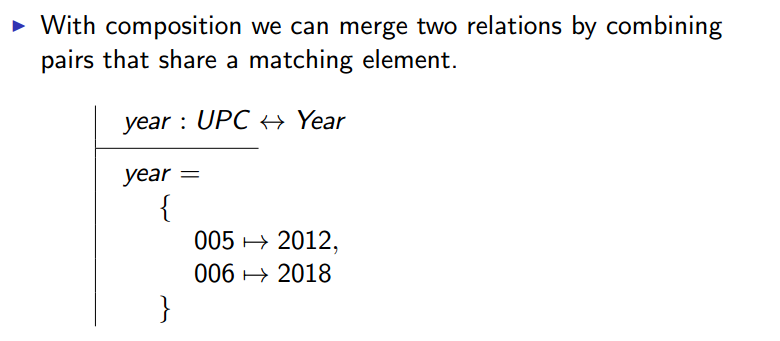 ▶ With composition we can merge two relations by combining
pairs that share a matching element.
year : UPC ↔ Year
year =
{
005 ↦ 2012,
006 ↦ 2018
}